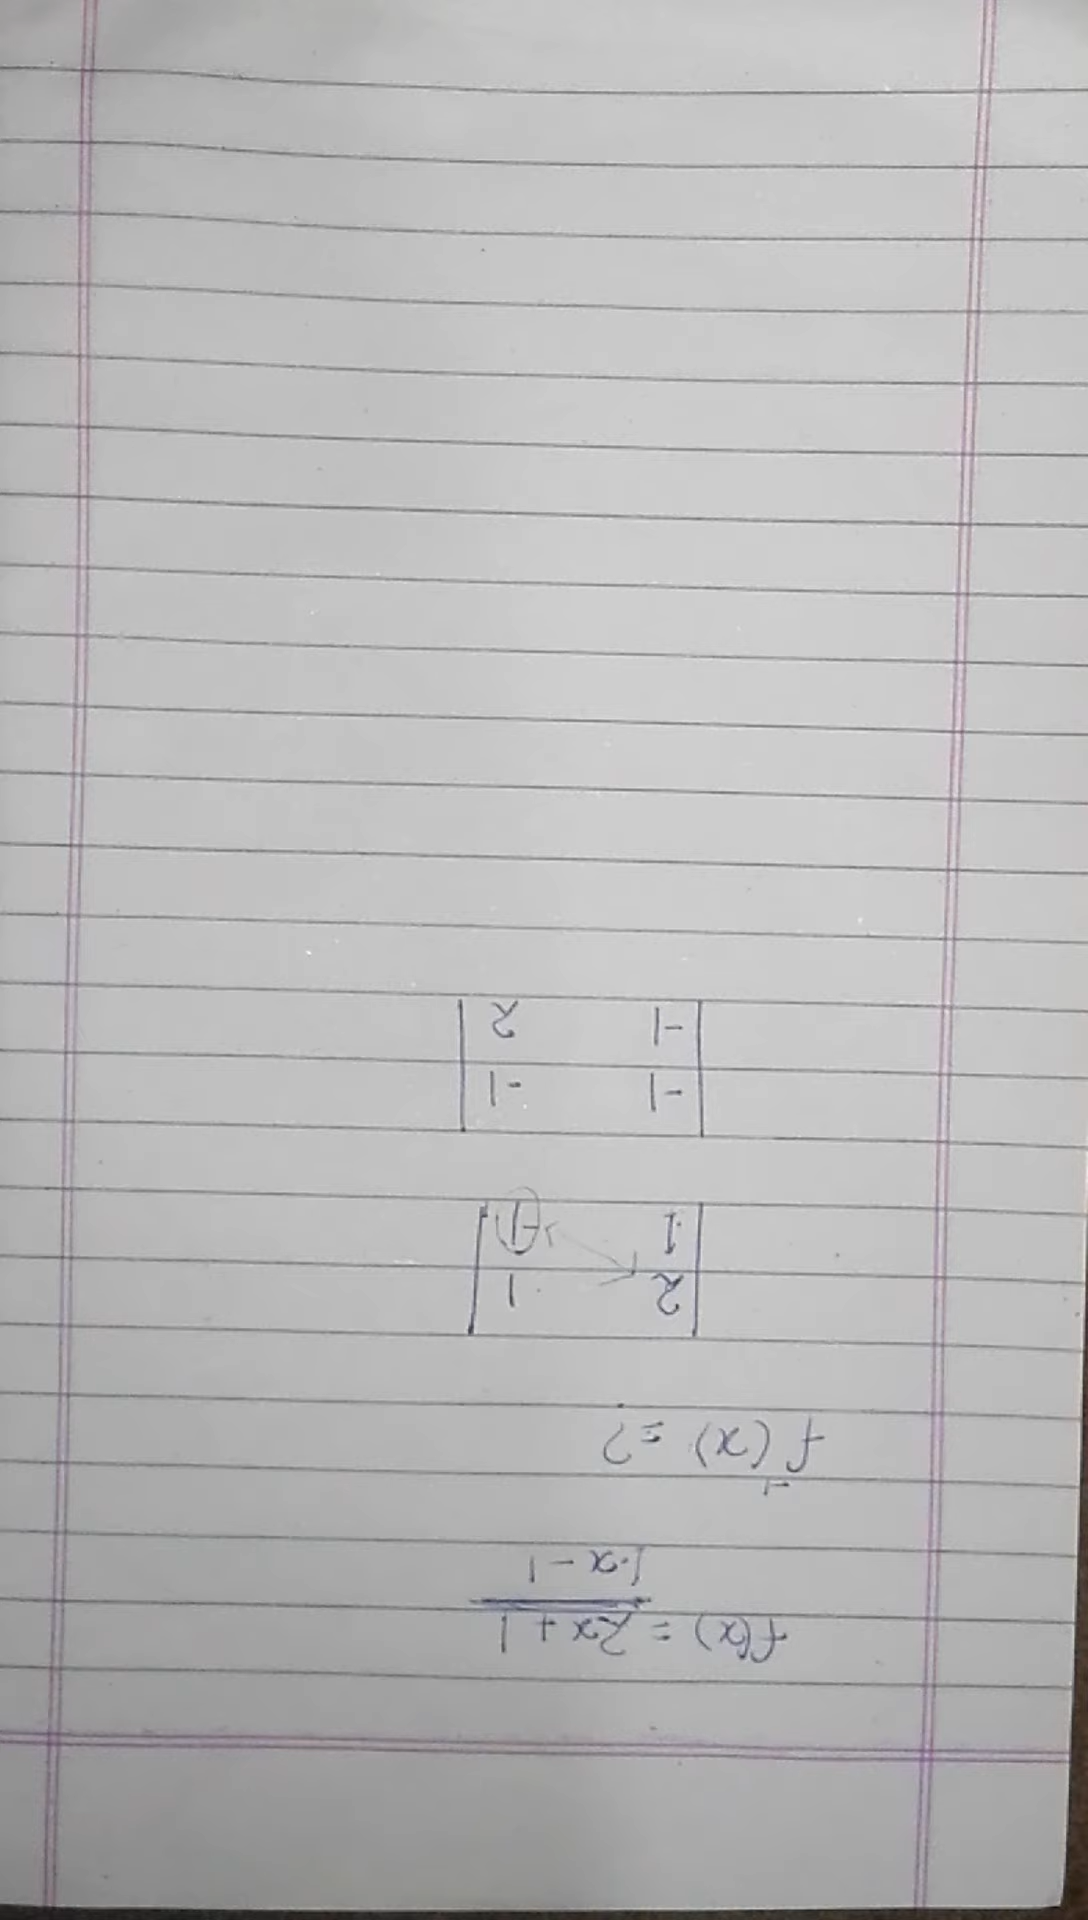 f(x) = 2x + 1
1·x - 1
f⁻¹(x) = ?
| 2 1 |
| 1 -1 |
| -1 -1 |
| -1 2 |